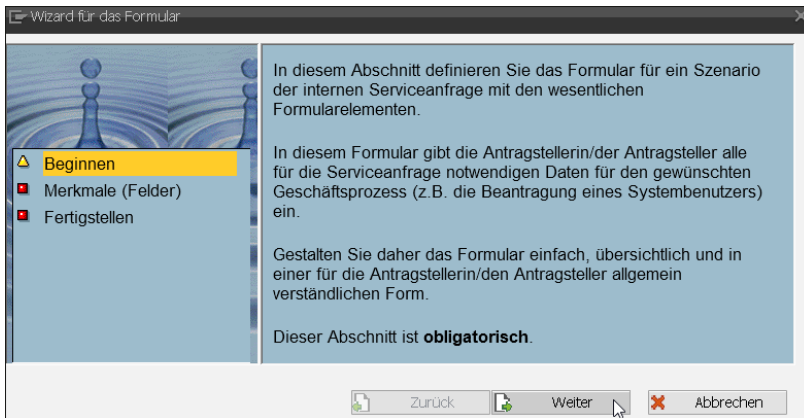 Wizard für das Formular
Beginnen
Merkmale (Felder)
Fertigstellen
In diesem Abschnitt definieren Sie das Formular für ein Szenario
der internen Serviceanfrage mit den wesentlichen
Formularelementen.
In diesem Formular gibt die Antragstellerin/der Antragsteller alle
für die Serviceanfrage notwendigen Daten für den gewünschten
Geschäftsprozess (z.B. die Beantragung eines Systembenutzers)
ein.
Gestalten Sie daher das Formular einfach, übersichtlich und in
einer für die Antragstellerin/den Antragsteller allgemein
verständlichen Form.
Dieser Abschnitt ist obligatorisch.
Zurück Weiter Abbrechen